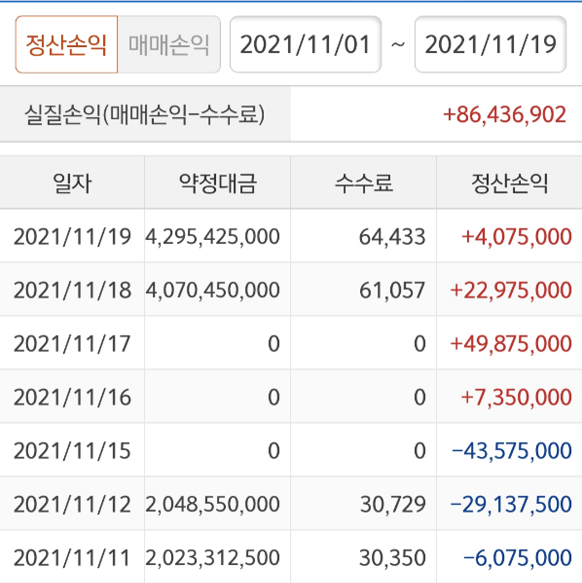 정산손익 매매손익 2021/11/01 ~ 2021/11/19
실질손익(매매손익-수수료) +86,436,902
일자 약정대금 수수료 정산손익
2021/11/19 4,295,425,000 64,433 +4,075,000
2021/11/18 4,070,450,000 61,057 +22,975,000
2021/11/17 0 0 +49,875,000
2021/11/16 0 0 +7,350,000
2021/11/15 0 0 -43,575,000
2021/11/12 2,048,550,000 30,729 -29,137,500
2021/11/11 2,023,312,500 30,350 -6,075,000